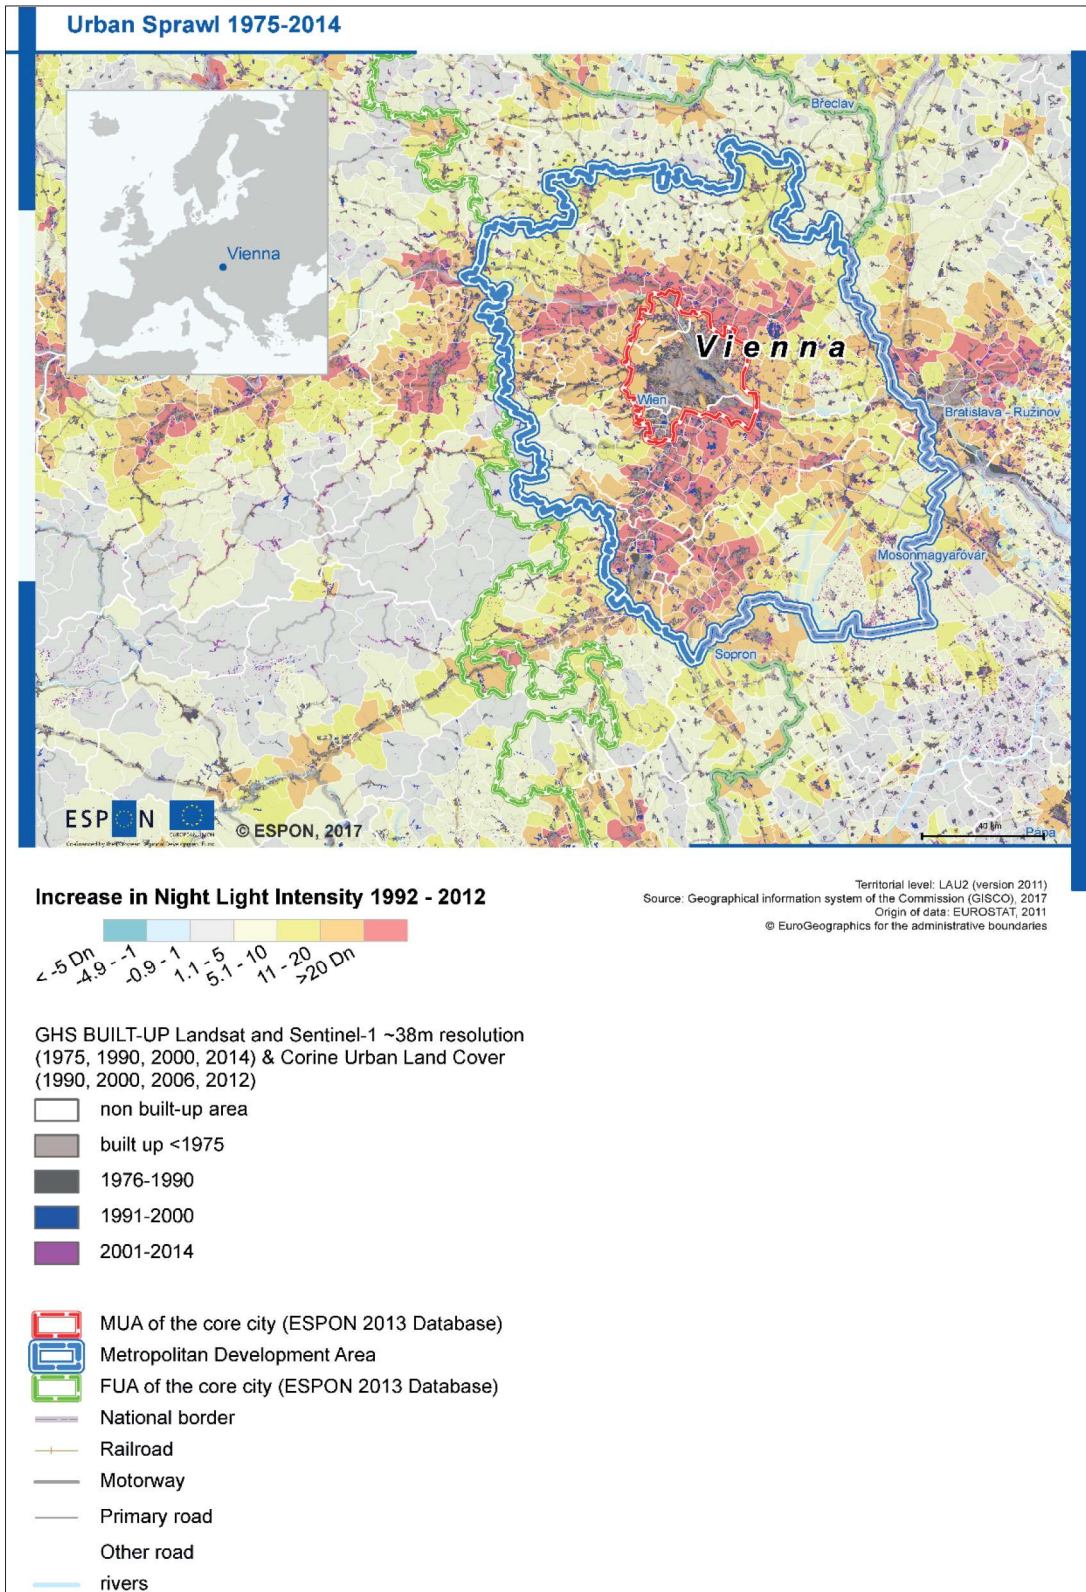 Urban Sprawl 1975-2014
Břeclav
Vienna
Vienna
Wien
Bratislava - Ružinov
Mosonmagyaróvár
Sopron
ESPON
EUROPEAN UNION
© ESPON, 2017
40 km
Pápa
Increase in Night Light Intensity 1992 - 2012
< -5 Dn
-4.9 - -1
-0.9 - 1
1.1 - 5
5.1 - 10
11 - 20
>20 Dn
Territorial level: LAU2 (version 2011)
Source: Geographical information system of the Commission (GISCO), 2017
Origin of data: EUROSTAT, 2011
© EuroGeographics for the administrative boundaries
GHS BUILT-UP Landsat and Sentinel-1 ~38m resolution
(1975, 1990, 2000, 2014) & Corine Urban Land Cover
(1990, 2000, 2006, 2012)
non built-up area
built up <1975
1976-1990
1991-2000
2001-2014
MUA of the core city (ESPON 2013 Database)
Metropolitan Development Area
FUA of the core city (ESPON 2013 Database)
National border
Railroad
Motorway
Primary road
Other road
rivers